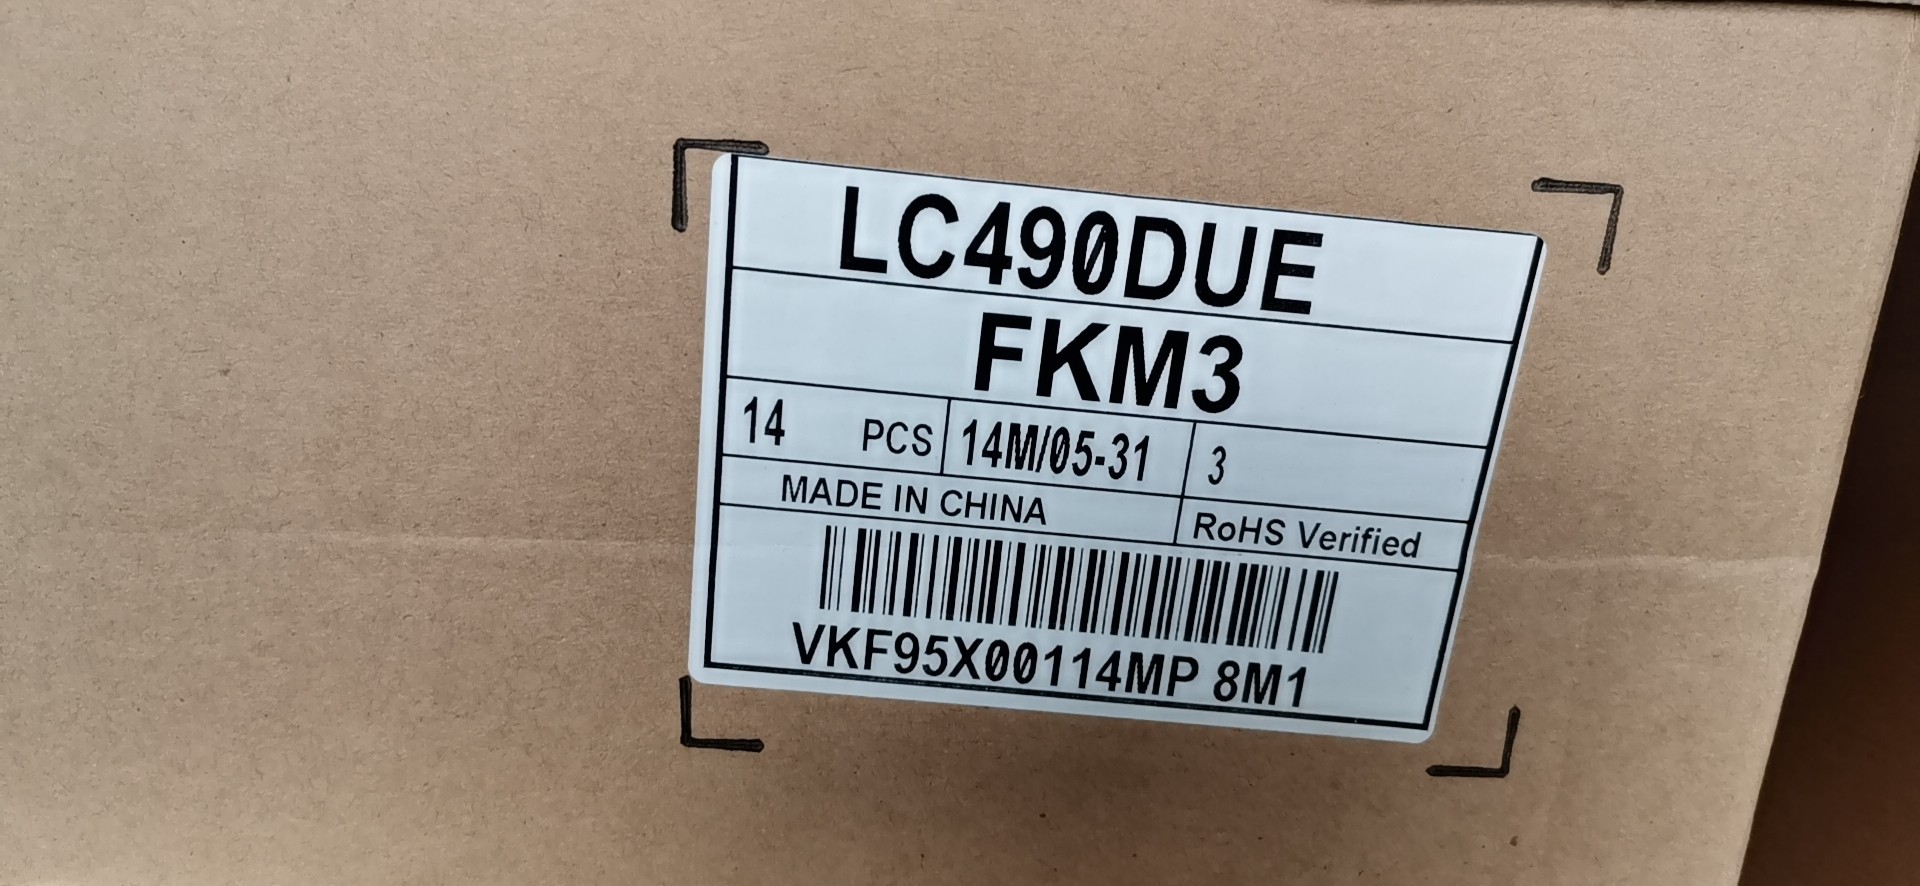 LC490DUE
FKM3
14 PCS 14M/05-31 3
MADE IN CHINA RoHS Verified
VKF95X00114MP 8M1